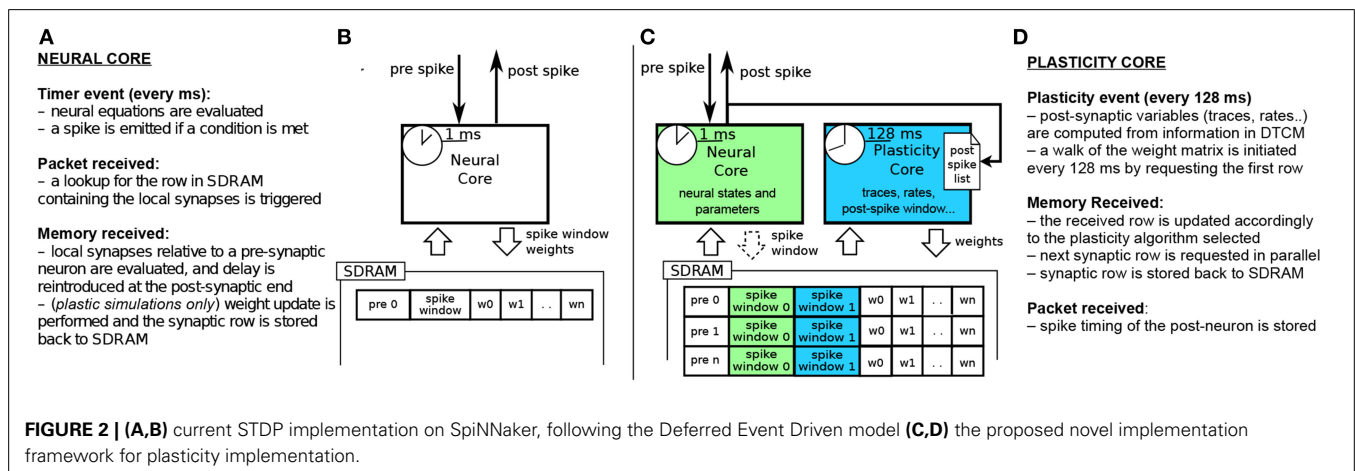 A
NEURAL CORE
Timer event (every ms):
– neural equations are evaluated
– a spike is emitted if a condition is met
Packet received:
– a lookup for the row in SDRAM
containing the local synapses is triggered
Memory received:
– local synapses relative to a pre-synaptic
neuron are evaluated, and delay is
reintroduced at the post-synaptic end
– (plastic simulations only) weight update is
performed and the synaptic row is stored
back to SDRAM
B
pre spike
post spike
1 ms
Neural
Core
spike window
weights
SDRAM
pre 0 spike window w0 w1 . . wn
C
pre spike
post spike
1 ms
Neural
Core
neural states and
parameters
128 ms
Plasticity
Core
traces, rates,
post-spike window...
post
spike
list
spike
window
weights
SDRAM
pre 0 spike window 0 spike window 1 w0 w1 . . wn
pre 1 spike window 0 spike window 1 w0 w1 . . wn
pre n spike window 0 spike window 1 w0 w1 . . wn
D
PLASTICITY CORE
Plasticity event (every 128 ms)
– post-synaptic variables (traces, rates..)
are computed from information in DTCM
– a walk of the weight matrix is initiated
every 128 ms by requesting the first row
Memory Received:
– the received row is updated accordingly
to the plasticity algorithm selected
– next synaptic row is requested in parallel
– synaptic row is stored back to SDRAM
Packet received:
– spike timing of the post-neuron is stored
FIGURE 2 | (A,B) current STDP implementation on SpiNNaker, following the Deferred Event Driven model (C,D) the proposed novel implementation
framework for plasticity implementation.